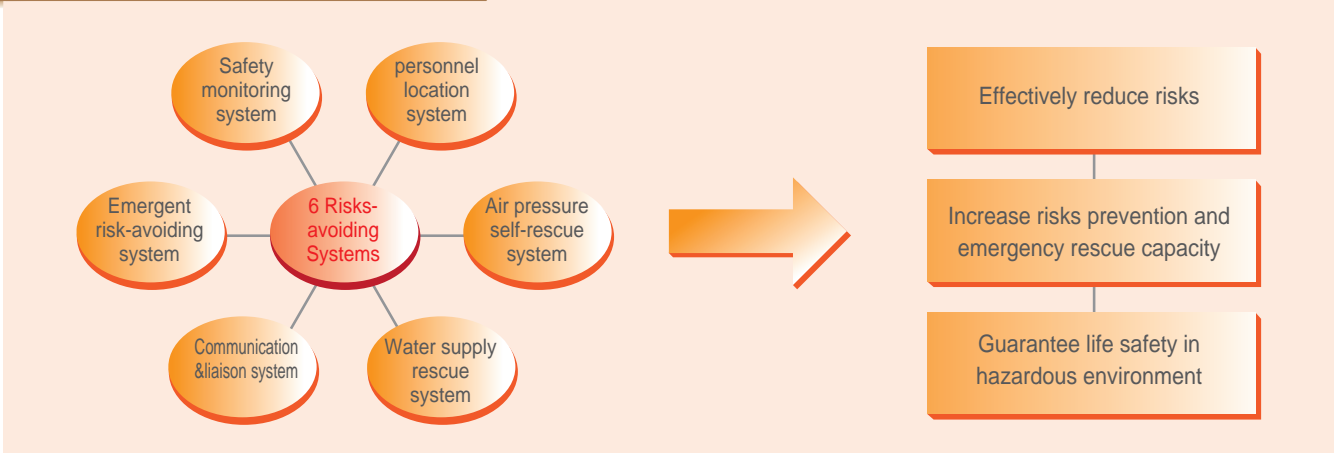 Safety
monitoring
system
personnel
location
system
Emergent
risk-avoiding
system
6 Risks-
avoiding
Systems
Air pressure
self-rescue
system
Communication
&liaison system
Water supply
rescue
system
Effectively reduce risks
Increase risks prevention and
emergency rescue capacity
Guarantee life safety in
hazardous environment